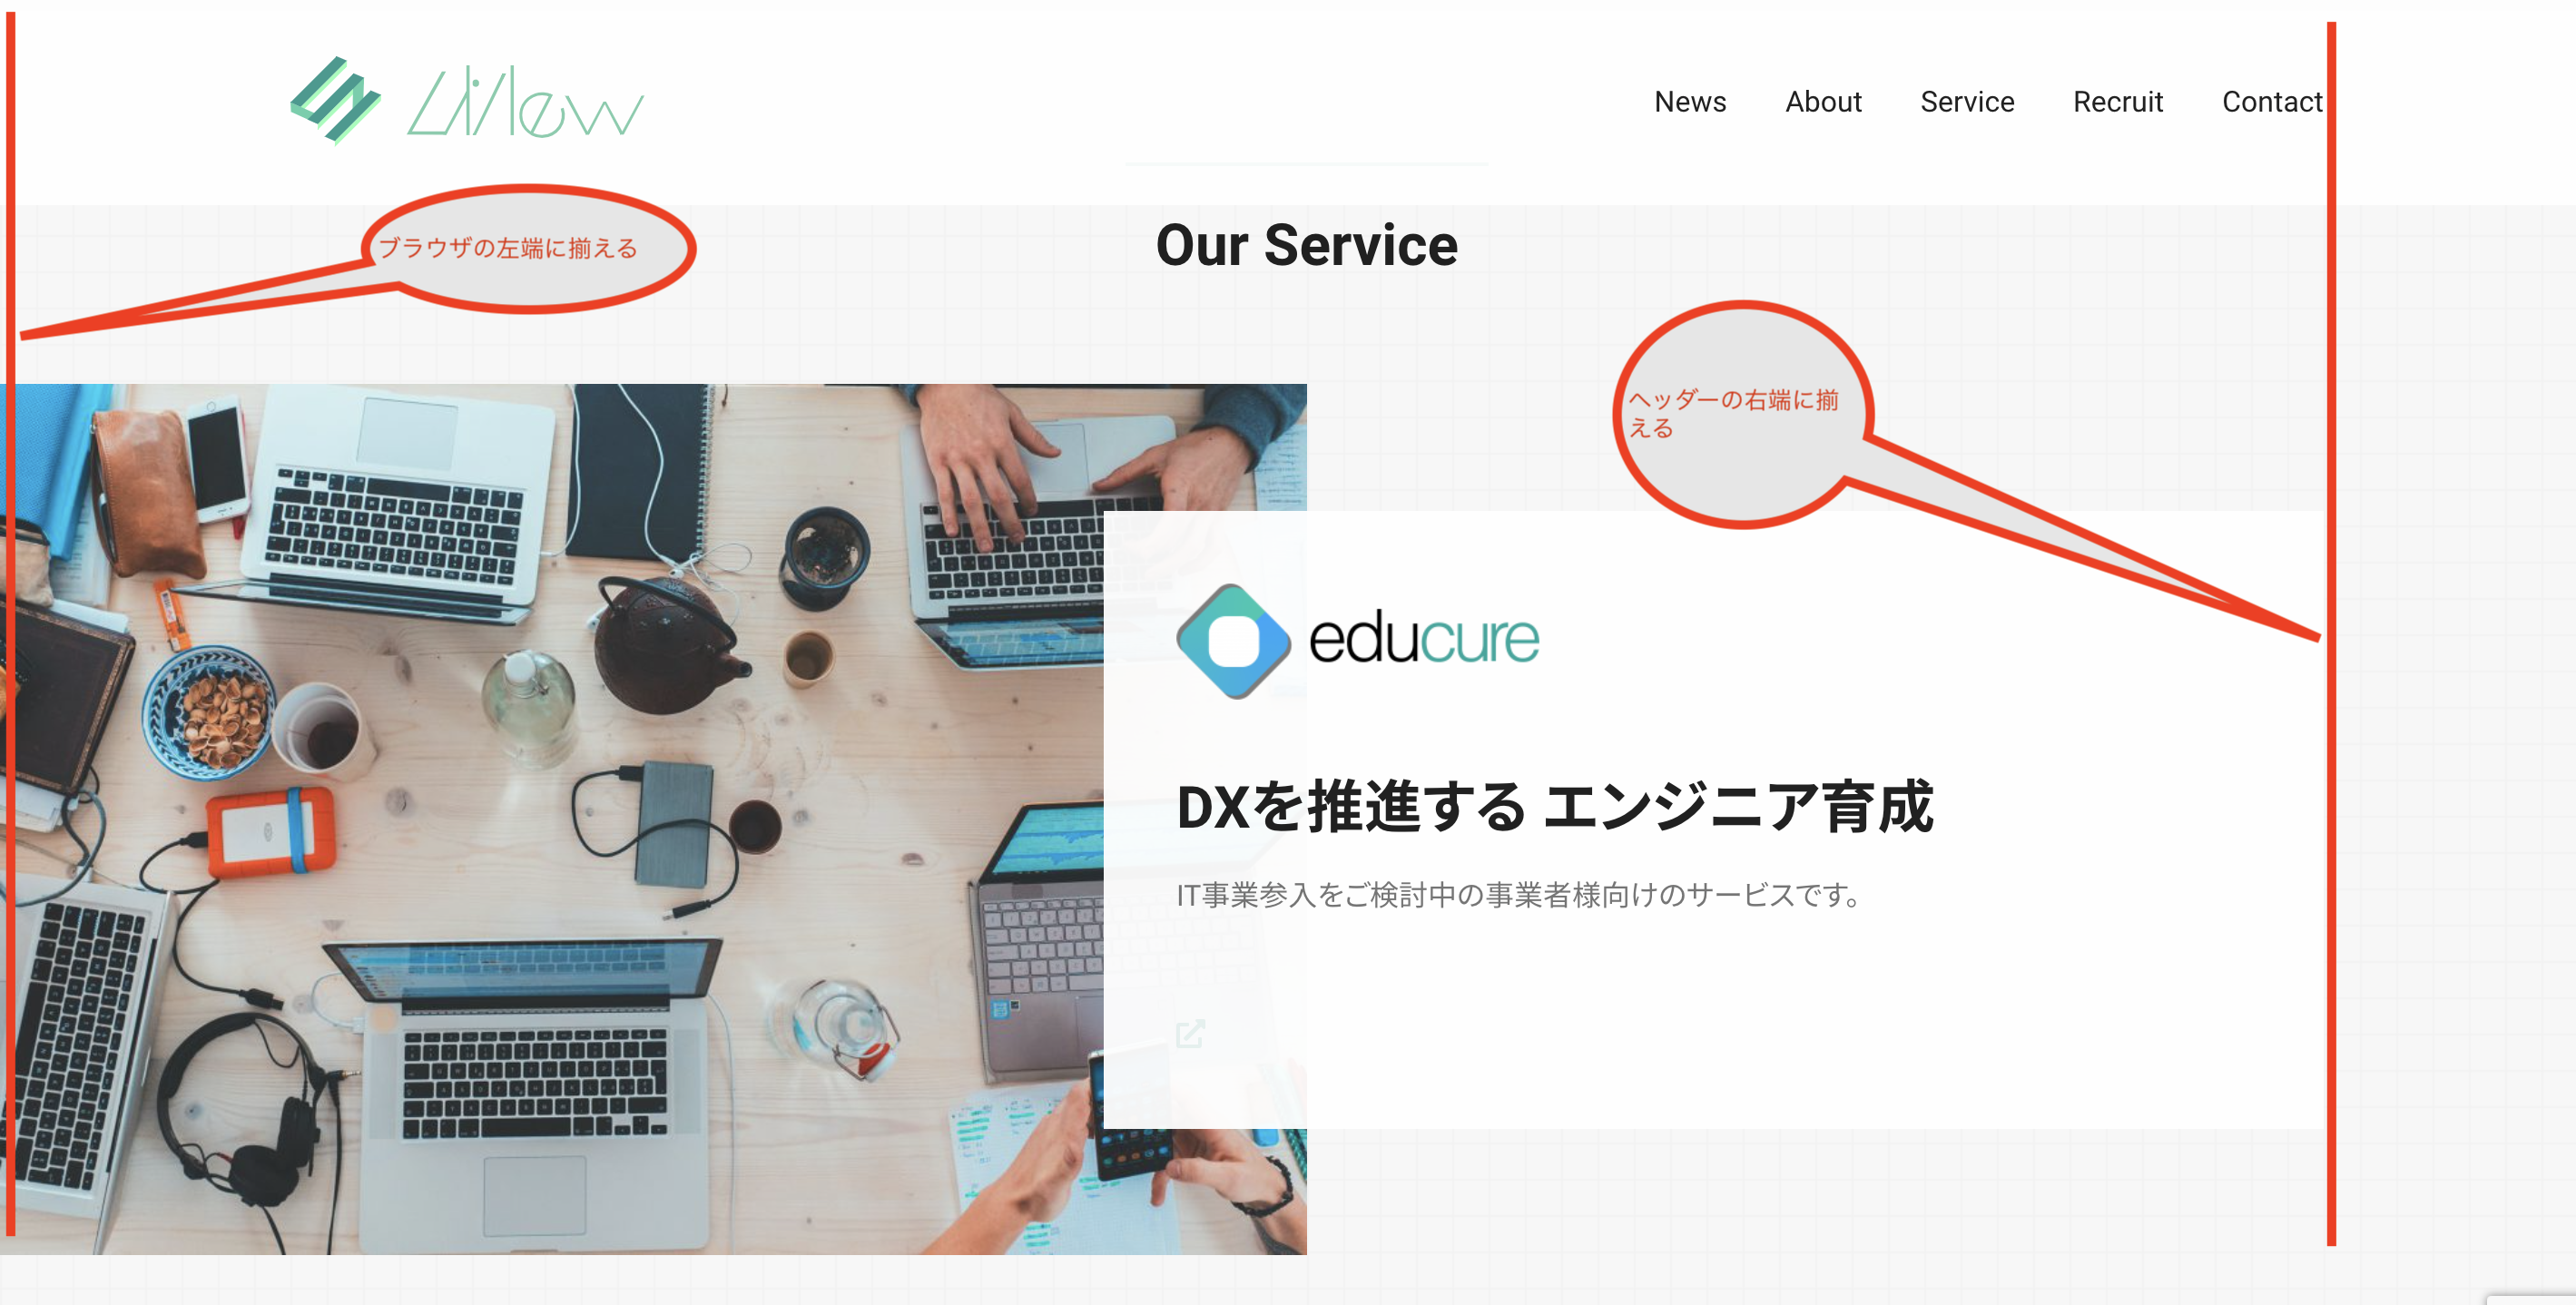 LiNew
News About Service Recruit Contact
ブラウザの左端に揃える
Our Service
ヘッダーの右端に揃
える
educure
DXを推進する エンジニア育成
IT事業参入をご検討中の事業者様向けのサービスです。